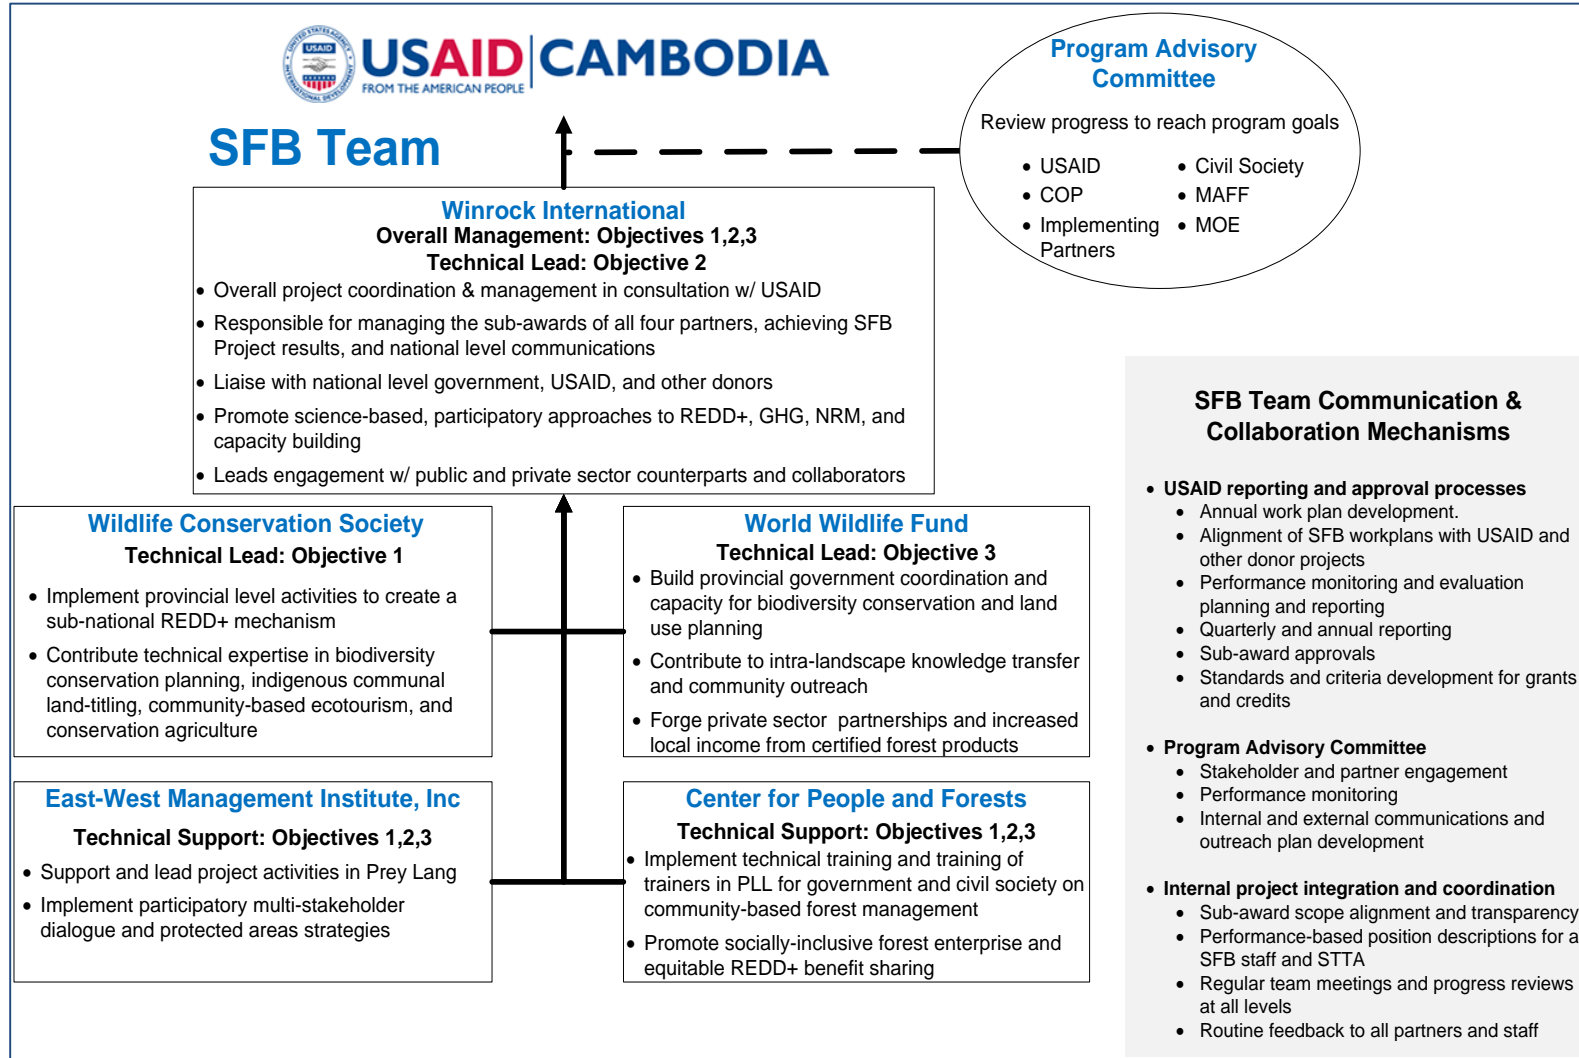 UNITED STATES AGENCY
USAID
INTERNATIONAL DEVELOPMENT
USAID CAMBODIA
FROM THE AMERICAN PEOPLE
SFB Team
Program Advisory
Committee
Review progress to reach program goals
• USAID
• COP
• Implementing
Partners
• Civil Society
• MAFF
• MOE
Winrock International
Overall Management: Objectives 1,2,3
Technical Lead: Objective 2
• Overall project coordination & management in consultation w/ USAID
• Responsible for managing the sub-awards of all four partners, achieving SFB
Project results, and national level communications
• Liaise with national level government, USAID, and other donors
• Promote science-based, participatory approaches to REDD+, GHG, NRM, and
capacity building
• Leads engagement w/ public and private sector counterparts and collaborators
Wildlife Conservation Society
Technical Lead: Objective 1
• Implement provincial level activities to create a
sub-national REDD+ mechanism
• Contribute technical expertise in biodiversity
conservation planning, indigenous communal
land-titling, community-based ecotourism, and
conservation agriculture
World Wildlife Fund
Technical Lead: Objective 3
• Build provincial government coordination and
capacity for biodiversity conservation and land
use planning
• Contribute to intra-landscape knowledge transfer
and community outreach
• Forge private sector partnerships and increased
local income from certified forest products
East-West Management Institute, Inc
Technical Support: Objectives 1,2,3
• Support and lead project activities in Prey Lang
• Implement participatory multi-stakeholder
dialogue and protected areas strategies
Center for People and Forests
Technical Support: Objectives 1,2,3
• Implement technical training and training of
trainers in PLL for government and civil society on
community-based forest management
• Promote socially-inclusive forest enterprise and
equitable REDD+ benefit sharing
SFB Team Communication &
Collaboration Mechanisms
• USAID reporting and approval processes
• Annual work plan development.
• Alignment of SFB workplans with USAID and
other donor projects
• Performance monitoring and evaluation
planning and reporting
• Quarterly and annual reporting
• Sub-award approvals
• Standards and criteria development for grants
and credits
• Program Advisory Committee
• Stakeholder and partner engagement
• Performance monitoring
• Internal and external communications and
outreach plan development
• Internal project integration and coordination
• Sub-award scope alignment and transparency
• Performance-based position descriptions for a
SFB staff and STTA
• Regular team meetings and progress reviews
at all levels
• Routine feedback to all partners and staff